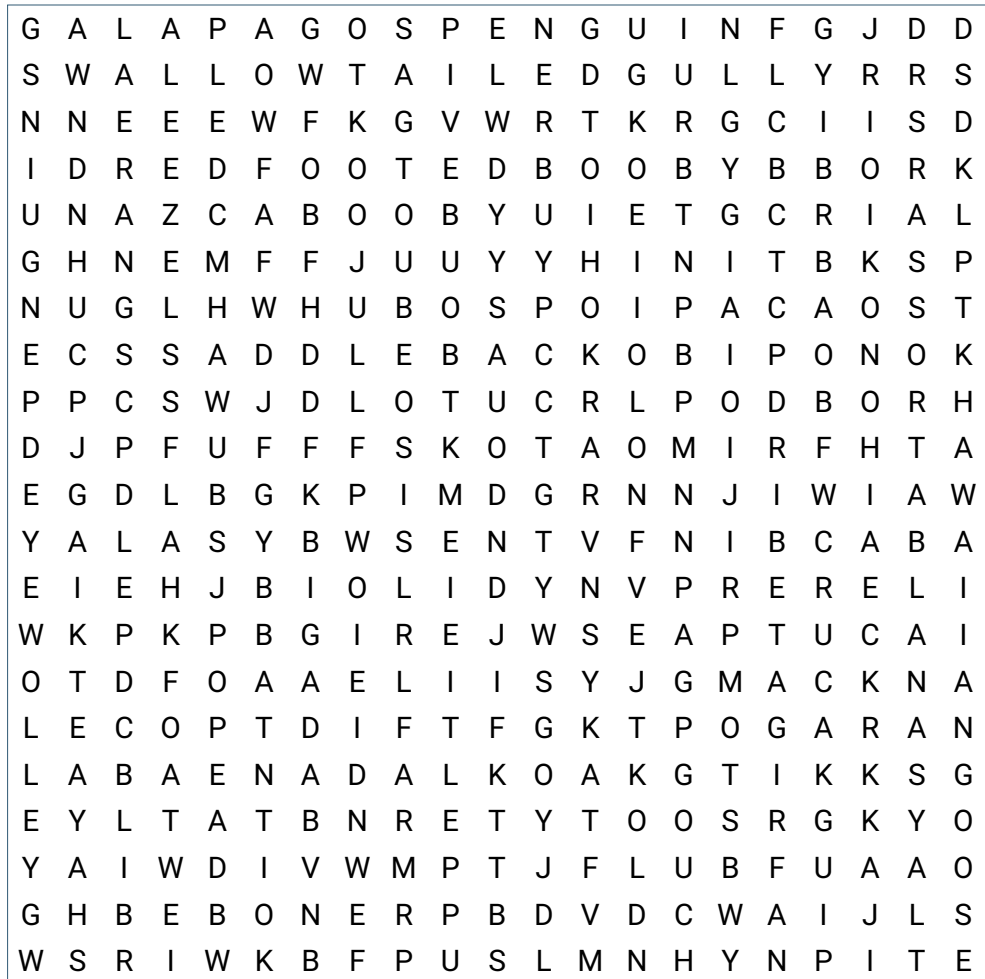 G A L A P A G O S P E N G U I N F G J D D
S W A L L O W T A I L E D G U L L Y R R S
N N E E E W F K G V W R T K R G C I I S D
I D R E D F O O T E D B O O B Y B B O R K
U N A Z C A B O O B Y U I E T G C R I A L
G H N E M F F J U U Y Y H I N I T B K S P
N U G L H W H U B O S P O I P A C A O S T
E C S S A D D L E B A C K O B I P O N O K
P P C S W J D L O T U C R L P O D B O R H
D J P F U F F F S K O T A O M I R F H T A
E G D L B G K P I M D G R N N J I W I A W
Y A L A S Y B W S E N T V F N I B C A B A
E I E H J B I O L I D Y N V P R E R E L I
W K P K P B G I R E J W S E A P T U C A I
O T D F O A A E L I I S Y J G M A C K N A
L E C O P T D I F T F G K T P O G A R A N
L A B A E N A D A L K O A K G T I K K S G
E Y L T A T B N R E T Y T O O S R G K Y O
Y A I W D I V W M P T J F L U B F U A A O
G H B E B O N E R P B D V D C W A I J L S
W S R I W K B F P U S L M N H Y N P I T E